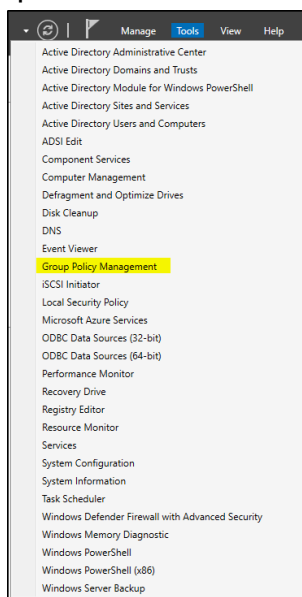 Manage Tools View Help
Active Directory Administrative Center
Active Directory Domains and Trusts
Active Directory Module for Windows PowerShell
Active Directory Sites and Services
Active Directory Users and Computers
ADSI Edit
Component Services
Computer Management
Defragment and Optimize Drives
Disk Cleanup
DNS
Event Viewer
Group Policy Management
iSCSI Initiator
Local Security Policy
Microsoft Azure Services
ODBC Data Sources (32-bit)
ODBC Data Sources (64-bit)
Performance Monitor
Recovery Drive
Registry Editor
Resource Monitor
Services
System Configuration
System Information
Task Scheduler
Windows Defender Firewall with Advanced Security
Windows Memory Diagnostic
Windows PowerShell
Windows PowerShell (x86)
Windows Server Backup